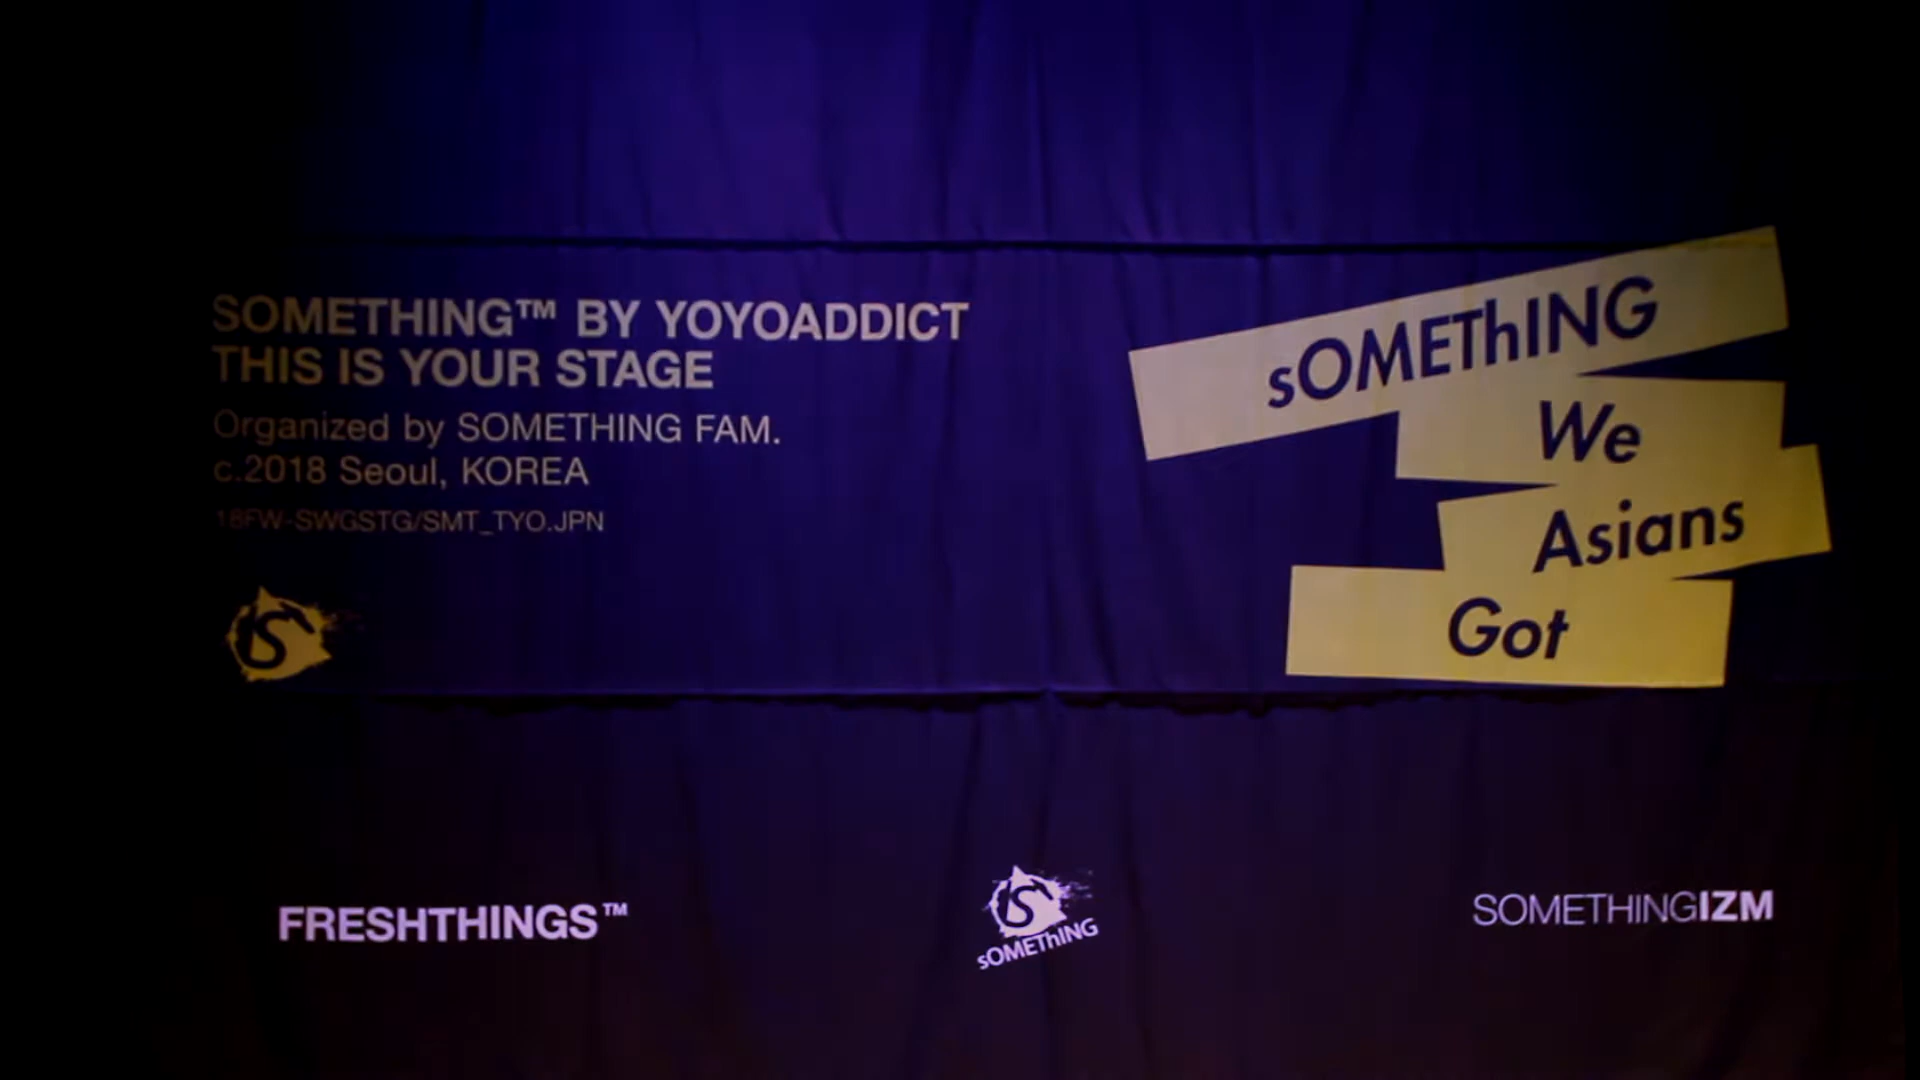 SOMETHING™ BY YOYOADDICT
THIS IS YOUR STAGE
Organized by SOMETHING FAM.
c.2018 Seoul, KOREA
18FW-SWGSTG/SMT_TYO.JPN
sOMEThING
We
Asians
Got
FRESHTHINGS™
sOMEThING
SOMETHINGIZM